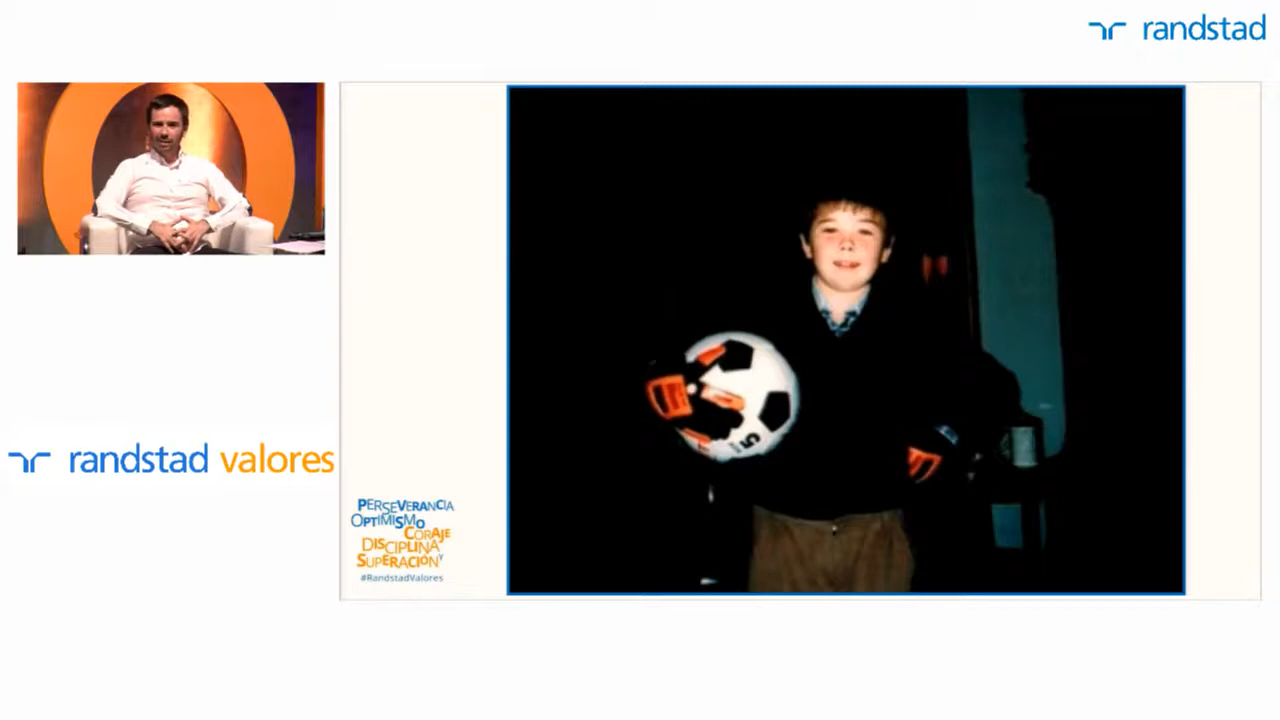 randstad
randstad valores
PERSEVERANCIA
OPTIMISMO
CORAJE
DISCIPLINA
Y
SUPERACIÓN
#RandstadValores
5